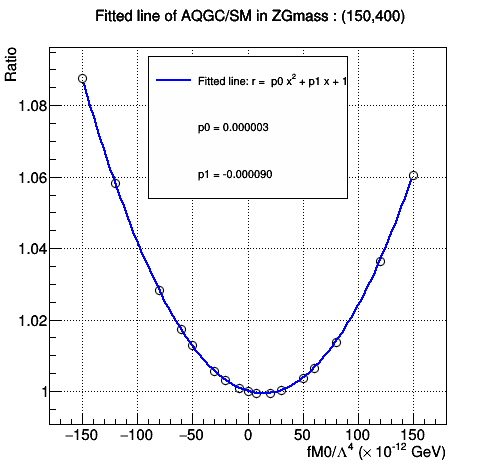 Fitted line of AQGC/SM in ZGmass : (150,400)
Ratio
Fitted line: r = p0 x² + p1 x + 1
p0 = 0.000003
p1 = -0.000090
1.08
1.06
1.04
1.02
1
−150 −100 −50 0 50 100 150
fM0/Λ⁴ (× 10⁻¹² GeV)